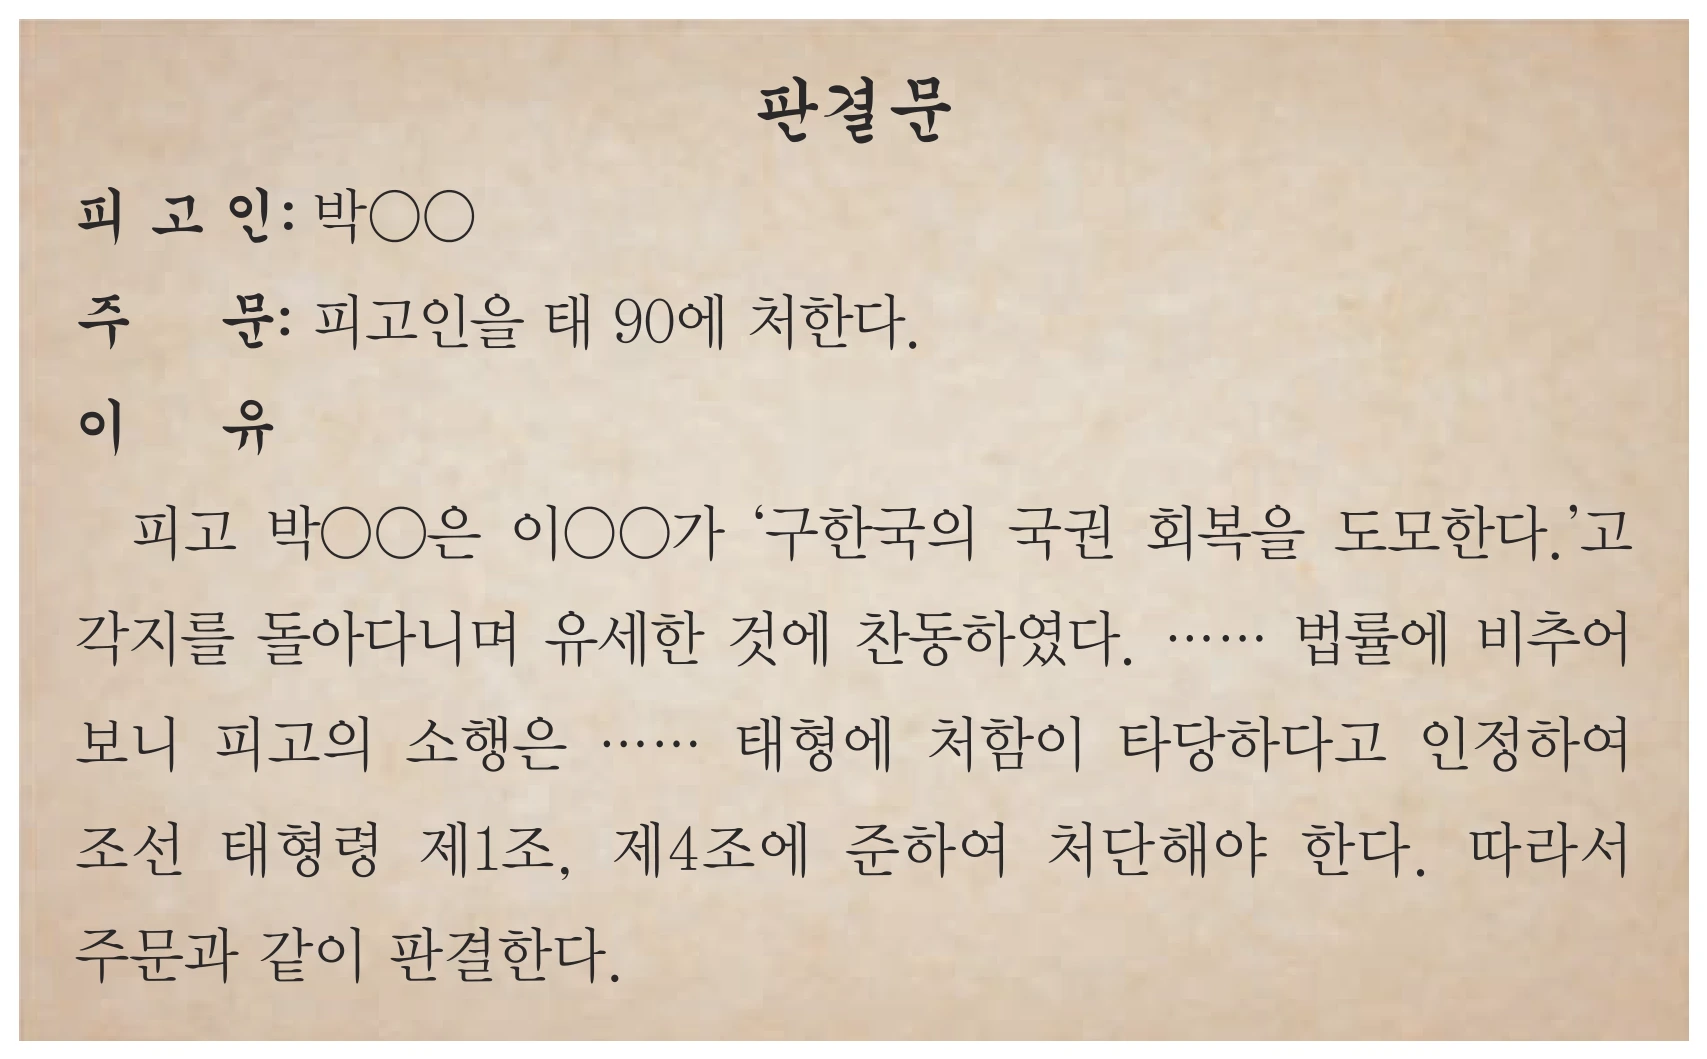 판결문
피 고 인: 박○○
주 문: 피고인을 태 90에 처한다.
이 유
피고 박○○은 이○○가 ‘구한국의 국권 회복을 도모한다.’고
각지를 돌아다니며 유세한 것에 찬동하였다. …… 법률에 비추어
보니 피고의 소행은 …… 태형에 처함이 타당하다고 인정하여
조선 태형령 제1조, 제4조에 준하여 처단해야 한다. 따라서
주문과 같이 판결한다.